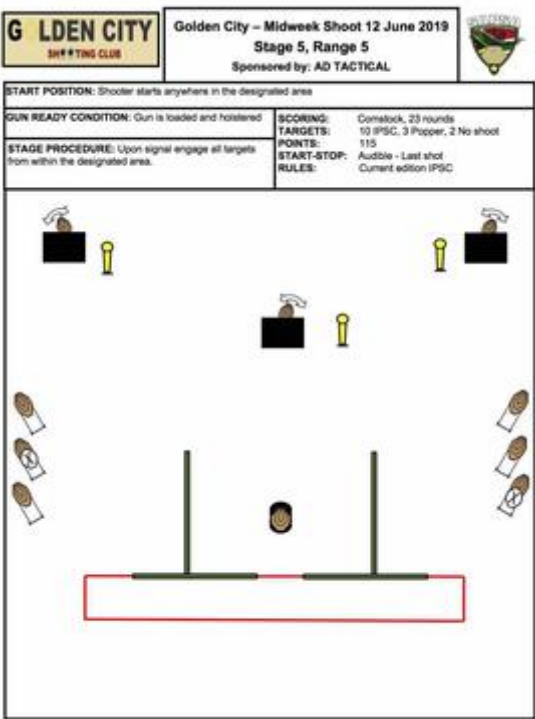 G LDEN CITY
SH**TING CLUB
Golden City – Midweek Shoot 12 June 2019
Stage 5, Range 5
Sponsored by: AD TACTICAL
START POSITION: Shooter starts anywhere in the designated area
GUN READY CONDITION: Gun is loaded and holstered
STAGE PROCEDURE: Upon signal engage all targets
from within the designated area.
SCORING: Comstock, 23 rounds
TARGETS: 10 IPSC, 3 Popper, 2 No shoot
POINTS: 115
START-STOP: Audible - Last shot
RULES: Current edition IPSC